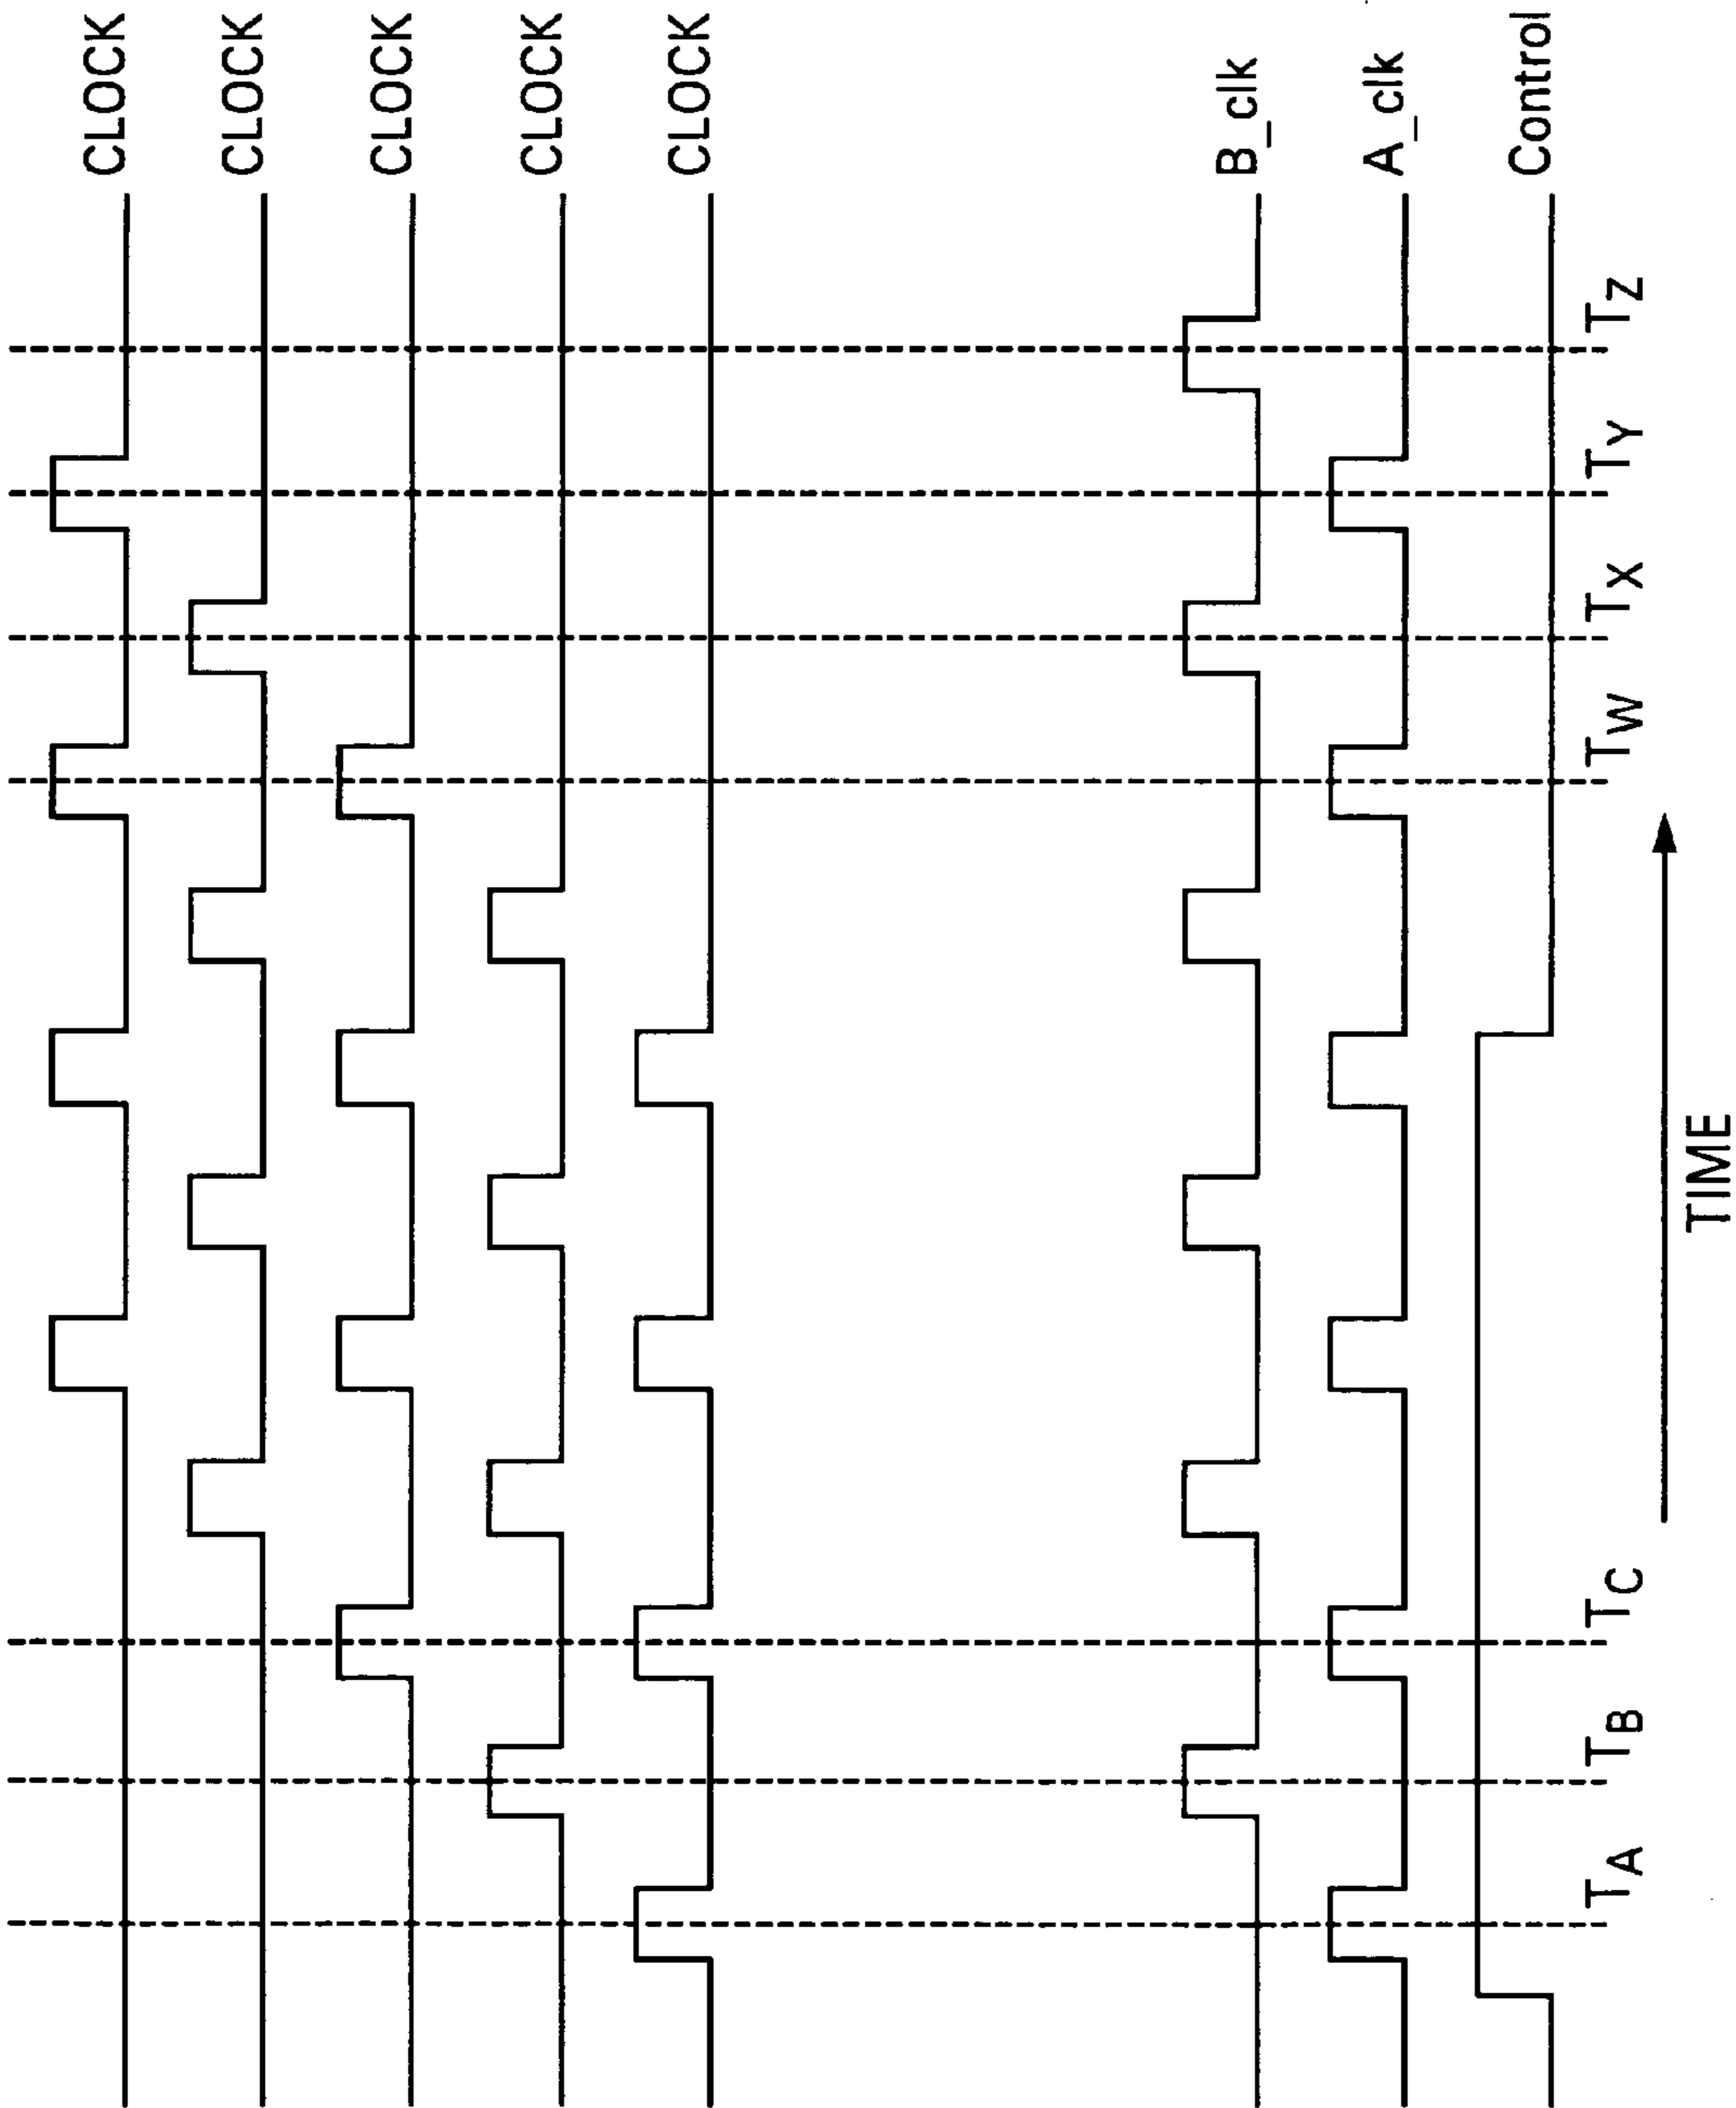 CLOCK
CLOCK
CLOCK
CLOCK
CLOCK
B_clk
A_clk
Control
TA
TB
TC
TW
TX
TY
TZ
TIME